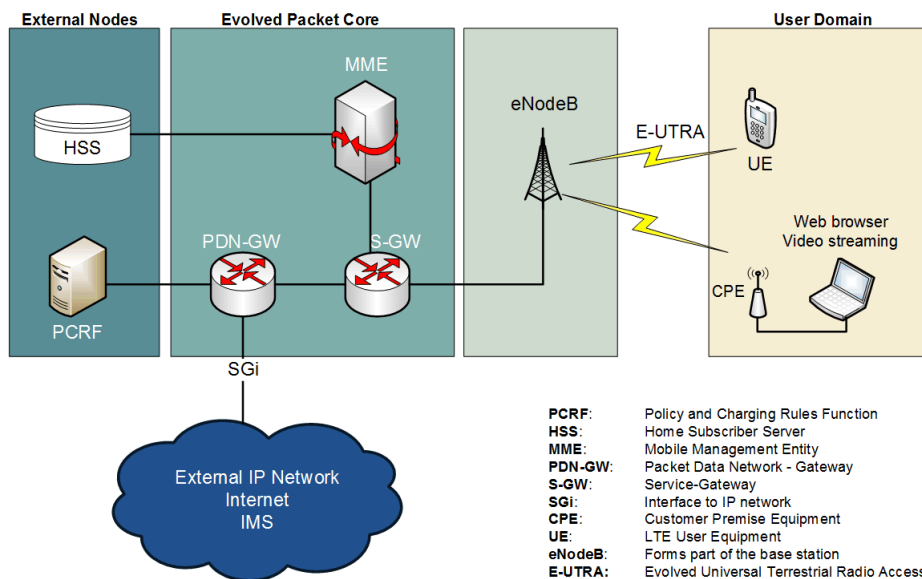 External Nodes
Evolved Packet Core
User Domain
MME
eNodeB
HSS
E-UTRA
UE
PDN-GW
S-GW
Web browser
Video streaming
CPE
PCRF
SGi
External IP Network
Internet
IMS
PCRF: Policy and Charging Rules Function
HSS: Home Subscriber Server
MME: Mobile Management Entity
PDN-GW: Packet Data Network - Gateway
S-GW: Service-Gateway
SGi: Interface to IP network
CPE: Customer Premise Equipment
UE: LTE User Equipment
eNodeB: Forms part of the base station
E-UTRA: Evolved Universal Terrestrial Radio Access